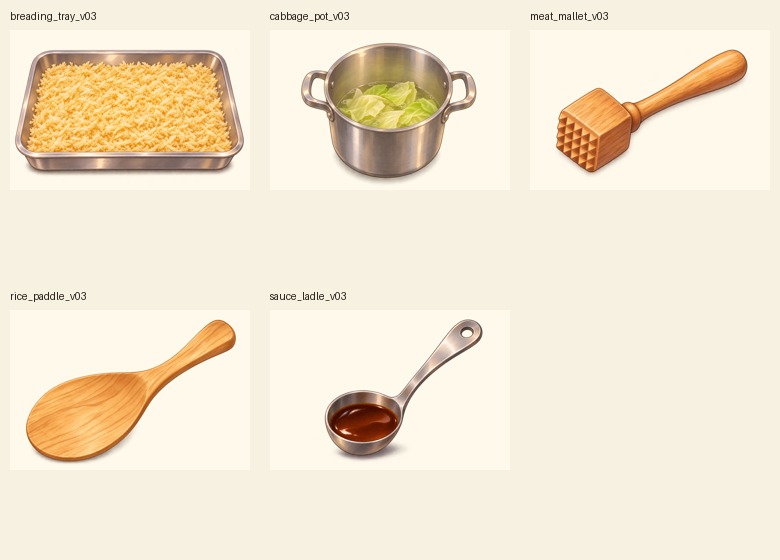 breading_tray_v03
cabbage_pot_v03
meat_mallet_v03
rice_paddle_v03
sauce_ladle_v03